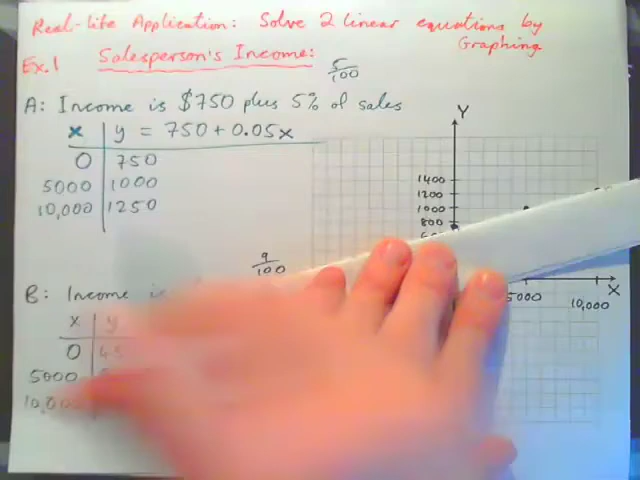 Real-life Application: Solve 2 linear equations by
Graphing
Ex.1 Salesperson's Income:
5/100
A: Income is $750 plus 5% of sales
x y = 750 + 0.05x
0 750
5000 1000
10,000 1250
9/100
B: Income is
x y
0
5000
10,000
Y
1400
1200
1000
800
5000 10,000 X